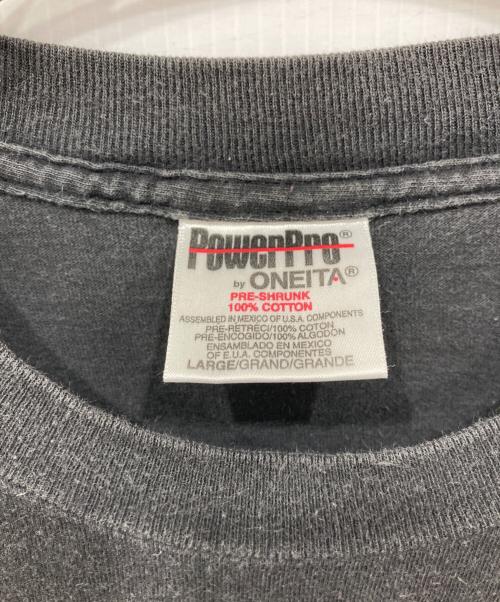 PowerPro®
by ONEITA®
PRE-SHRUNK
100% COTTON
ASSEMBLED IN MEXICO OF U.S.A. COMPONENTS
PRE-RETRECI/100% COTON
PRE-ENCOGIDO/100% ALGODON
ENSAMBLADO EN MEXICO
OF E.U.A. COMPONENTES
LARGE/GRAND/GRANDE